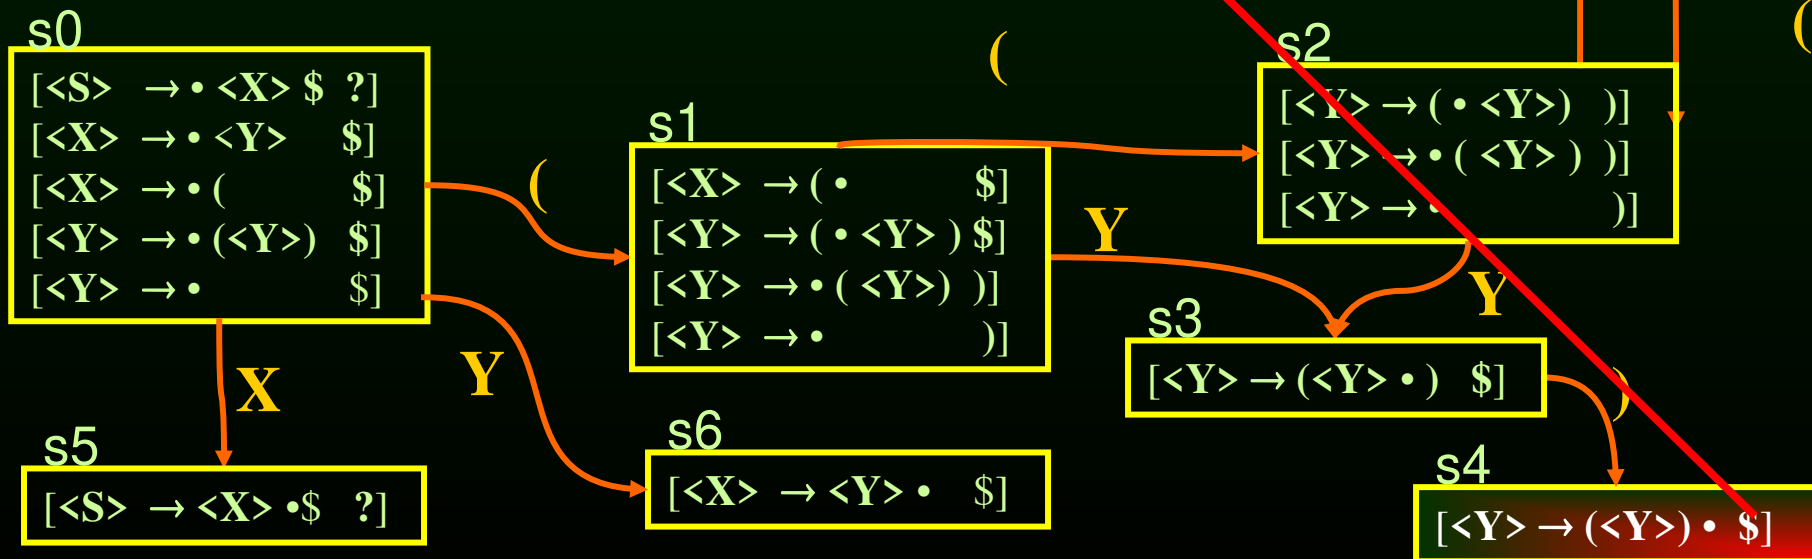 s0
[<S> → • <X> $ ?]
[<X> → • <Y> $]
[<X> → • ( $]
[<Y> → • (<Y>) $]
[<Y> → • $]
(
s1
[<X> → ( • $]
[<Y> → ( • <Y> ) $]
[<Y> → • ( <Y>) )]
[<Y> → • )]
(
s2
[<Y> → ( • <Y>) )]
[<Y> → • ( <Y> ) )]
[<Y> → • )]
(
Y
Y
s3
[<Y> → (<Y> • ) $]
)
X
Y
s5
[<S> → <X> •$ ?]
s6
[<X> → <Y> • $]
s4
[<Y> → (<Y>) • $]